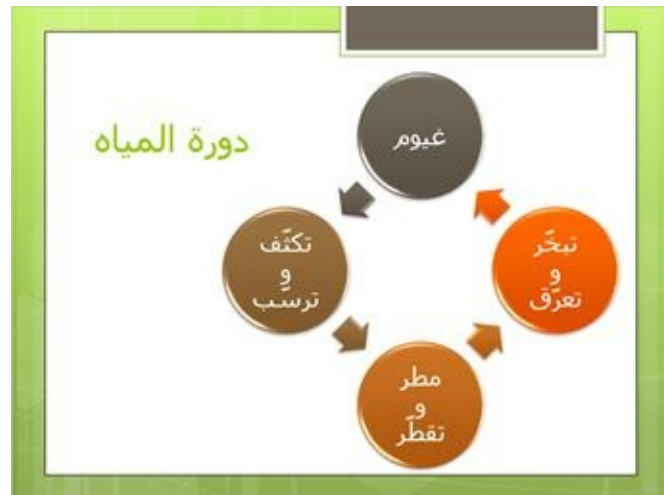 دورة المياه
غيوم
تكثّف
و
ترسّب
مطر
و
تقطّر
تبخّر
و
تعرّق